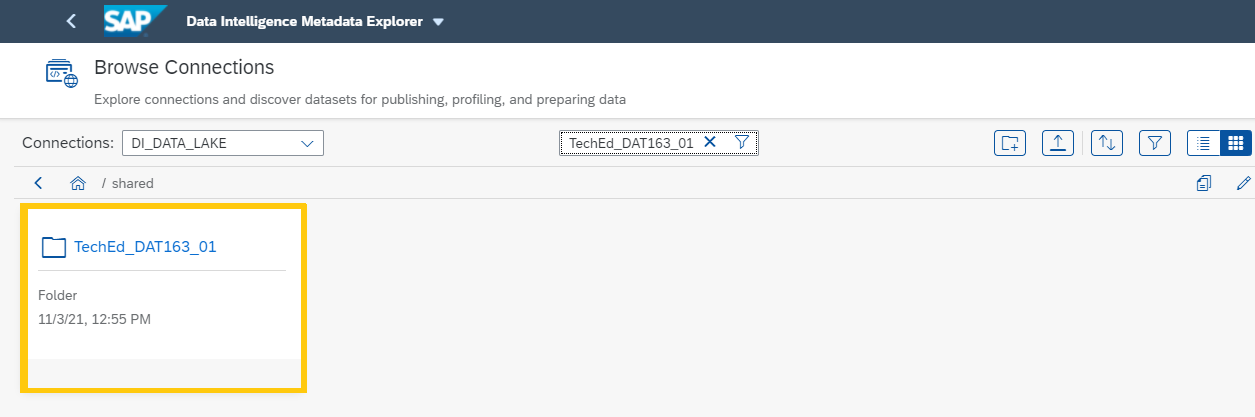 SAP Data Intelligence Metadata Explorer
Browse Connections
Explore connections and discover datasets for publishing, profiling, and preparing data
Connections: DI_DATA_LAKE TechEd_DAT163_01
/ shared
TechEd_DAT163_01
Folder
11/3/21, 12:55 PM